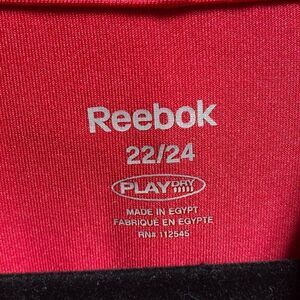 Reebok
22/24
PLAYDRY
MADE IN EGYPT
FABRIQUÉ EN EGYPTE
RN# 112545